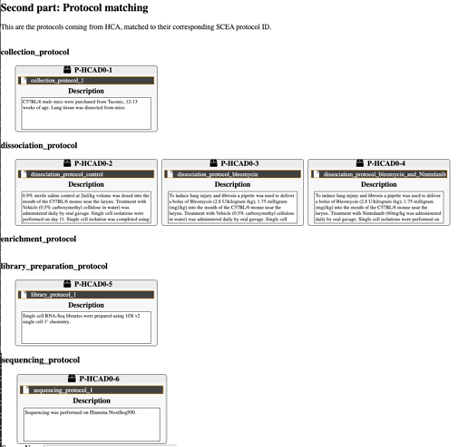 Second part: Protocol matching
This are the protocols coming from HCA, matched to their corresponding SCEA protocol ID.
collection_protocol
P-HCAD0-1
collection_protocol_1
Description
C57BL/6 male mice were purchased from Taconic, 12-13
weeks of age. Lung tissue was dissected from mice.
dissociation_protocol
P-HCAD0-2
dissociation_protocol_control
Description
0.9% sterile saline control at 2ml/kg volume was dosed into the
mouth of the C57BL/6 mouse near the larynx. Treatment with
Vehicle (0.5% carboxymethyl cellulose in water) was
administered daily by oral gavage. Single cell isolations were
performed on day 11. Single cell isolation was completed using
P-HCAD0-3
dissociation_protocol_bleomycin
Description
To induce lung injury and fibrosis a pipette was used to deliver
a bolus of Bleomycin (2.8 U/kilogram (kg); 1.75 milligram
(mg)/kg) into the mouth of the C57BL/6 mouse near the
larynx. Treatment with Vehicle (0.5% carboxymethyl cellulose
in water) was administered daily by oral gavage. Single cell
P-HCAD0-4
dissociation_protocol_bleomycin_and_Nintedanib
Description
To induce lung injury and fibrosis a pipette was used to deliver
a bolus of Bleomycin (2.8 U/kilogram (kg); 1.75 milligram
(mg)/kg) into the mouth of the C57BL/6 mouse near the
larynx. Treatment with Nintedanib (60mg/kg was administered
daily by oral gavage. Single cell isolations were performed on
enrichment_protocol
library_preparation_protocol
P-HCAD0-5
library_protocol_1
Description
Single cell RNA-Seq libraries were prepared using 10X v2
single cell 3' chemistry.
sequencing_protocol
P-HCAD0-6
sequencing_protocol_1
Description
Sequencing was performed on Illumina NextSeq500.